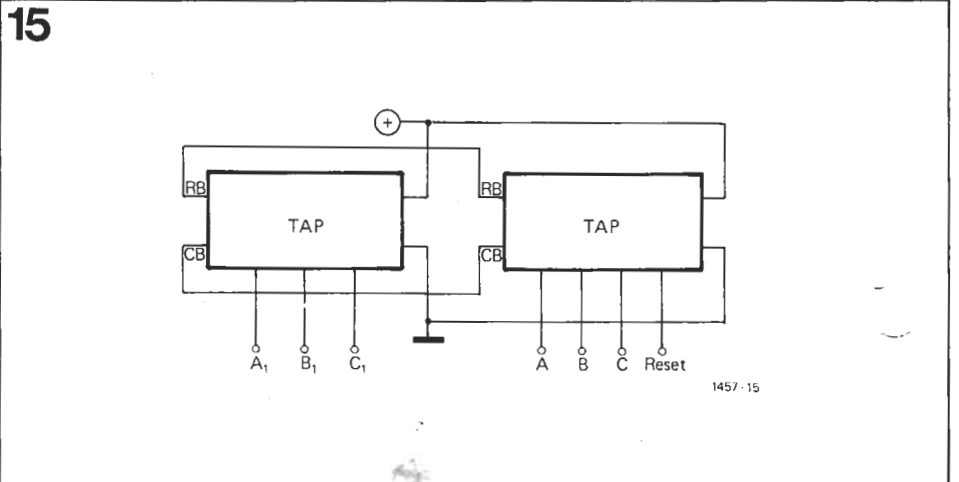 15
+
RB
RB
TAP
TAP
CB
CB
A₁ B₁ C₁
A B C Reset
1457-15